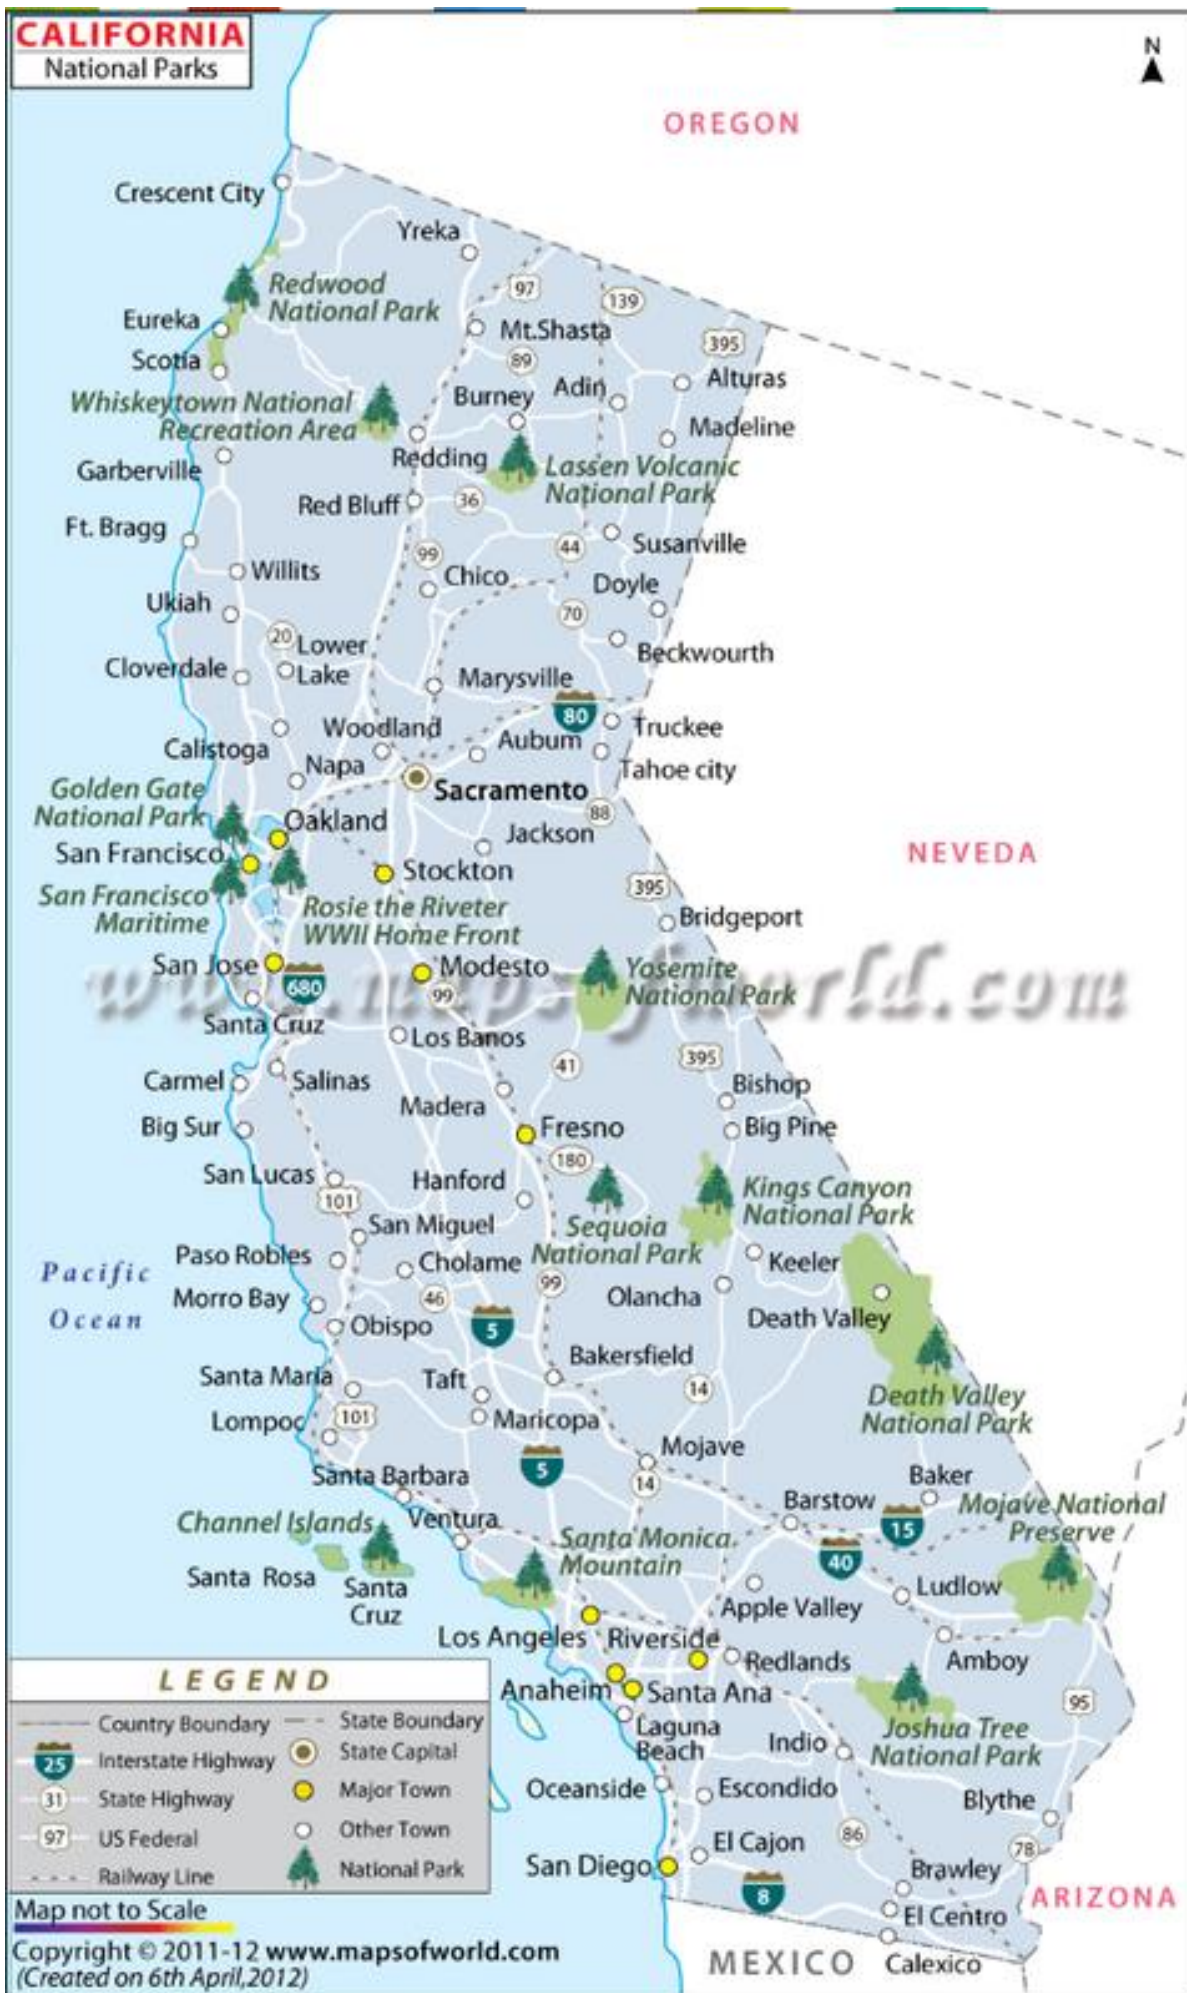 CALIFORNIA
National Parks
N
OREGON
Crescent City
Yreka
97
139
Redwood
National Park
Eureka
Mt.Shasta
395
Scotia
89
Alturas
Adin
Burney
Whiskeytown National
Recreation Area
Madeline
Redding
Lassen Volcanic
National Park
Garberville
Red Bluff
36
Ft. Bragg
Susanville
99
44
Willits
Chico
Doyle
Ukiah
70
20
Lower
Lake
Beckwourth
Cloverdale
Marysville
80
Woodland
Truckee
Calistoga
Aubum
Napa
Tahoe city
Golden Gate
National Park
Sacramento
88
Oakland
Jackson
San Francisco
NEVEDA
Stockton
395
San Francisco
Maritime
Rosie the Riveter
WWII Home Front
Bridgeport
San Jose
680
Modesto
99
Yosemite
National Park
www.mapsofworld.com
Santa Cruz
Los Banos
395
41
Carmel
Salinas
Bishop
Madera
Big Sur
Fresno
Big Pine
180
San Lucas
Hanford
101
Kings Canyon
National Park
San Miguel
Sequoia
National Park
Paso Robles
Cholame
Keeler
Pacific
Ocean
46
99
Olancha
Morro Bay
Obispo
5
Death Valley
Bakersfield
Santa Maria
Taft
14
Death Valley
National Park
Lompoc
101
Maricopa
Mojave
5
Santa Barbara
14
Baker
Barstow
Mojave National
Preserve
Channel Islands
Ventura
15
Santa Monica
Mountain
40
Santa Rosa
Santa
Cruz
Ludlow
Apple Valley
Los Angeles
Riverside
Redlands
Amboy
Anaheim
Santa Ana
95
Laguna
Beach
Indio
Joshua Tree
National Park
Oceanside
Escondido
Blythe
86
78
El Cajon
San Diego
Brawley
8
ARIZONA
El Centro
MEXICO
Calexico
LEGEND
Country Boundary
State Boundary
25
Interstate Highway
State Capital
31
State Highway
Major Town
97
US Federal
Other Town
Railway Line
National Park
Map not to Scale
Copyright © 2011-12 www.mapsofworld.com
(Created on 6th April,2012)